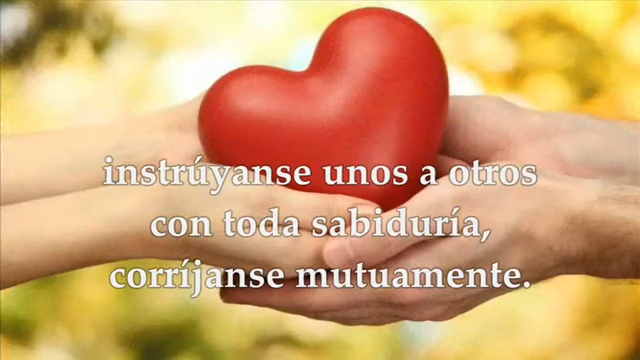 instrúyanse unos a otros
con toda sabiduría,
corríjanse mutuamente.